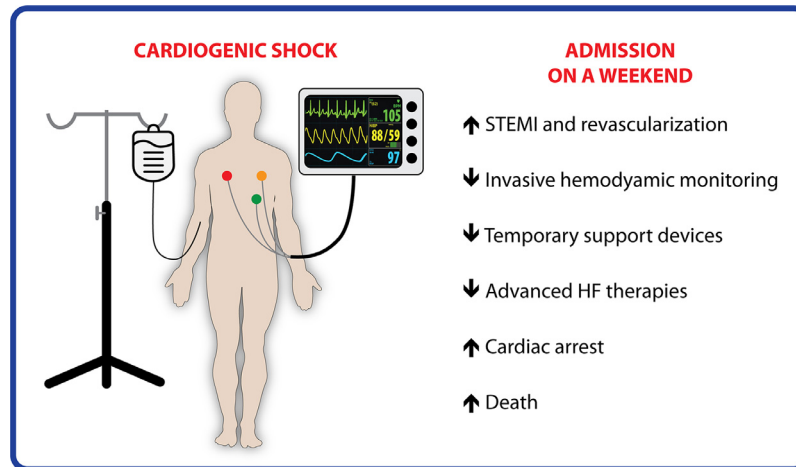 CARDIOGENIC SHOCK
105
88/59
97
ADMISSION
ON A WEEKEND
↑ STEMI and revascularization
↓ Invasive hemodyamic monitoring
↓ Temporary support devices
↓ Advanced HF therapies
↑ Cardiac arrest
↑ Death